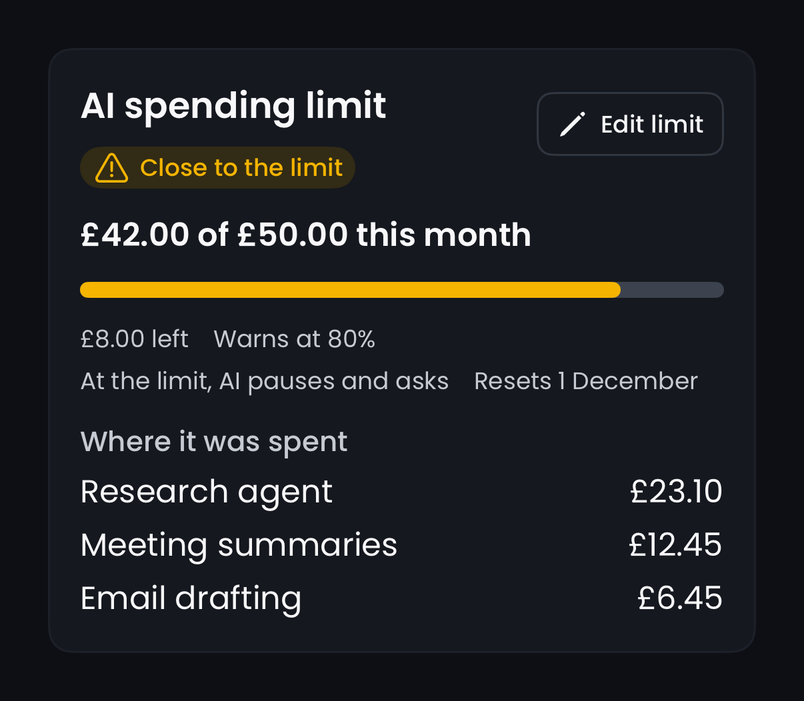 AI spending limit
Edit limit
Close to the limit
£42.00 of £50.00 this month
£8.00 left Warns at 80%
At the limit, AI pauses and asks Resets 1 December
Where it was spent
Research agent £23.10
Meeting summaries £12.45
Email drafting £6.45